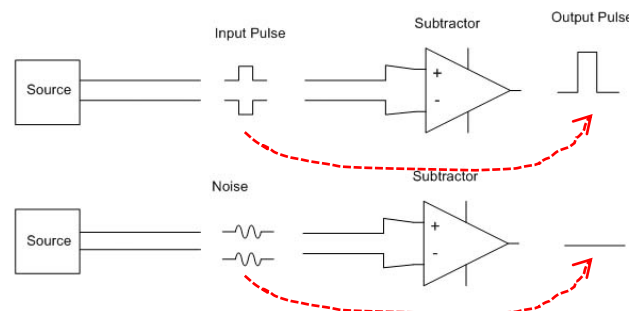 Output Pulse
Input Pulse
Subtractor
Source
+
-
Noise
Subtractor
Source
+
-